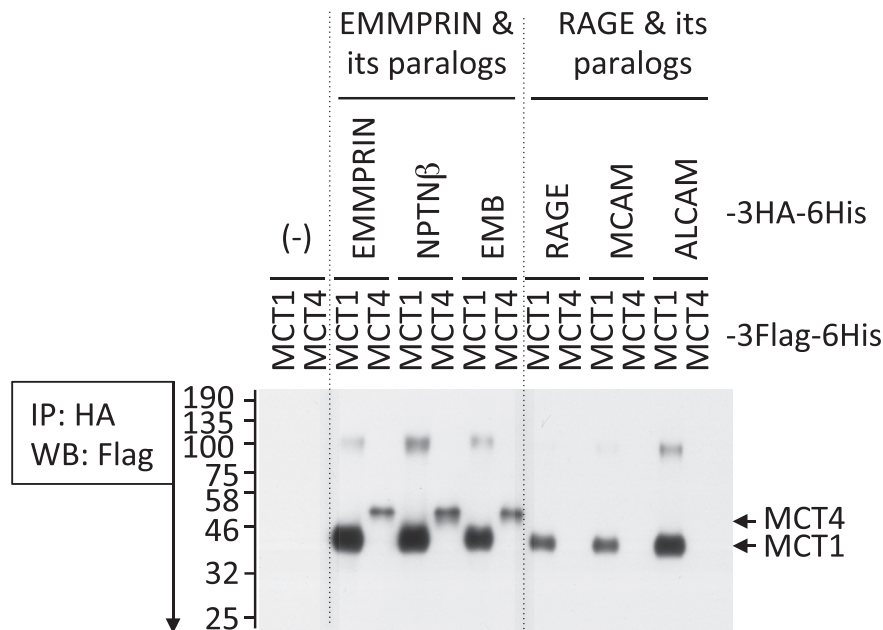 EMMPRIN & its paralogs
RAGE & its paralogs
(-)
EMMPRIN
NPTNβ
EMB
RAGE
MCAM
ALCAM
-3HA-6His
MCT1
MCT4
MCT1
MCT4
MCT1
MCT4
MCT1
MCT4
MCT1
MCT4
MCT1
MCT4
MCT1
MCT4
-3Flag-6His
IP: HA
WB: Flag
190
135
100
75
58
46
32
25
MCT4
MCT1